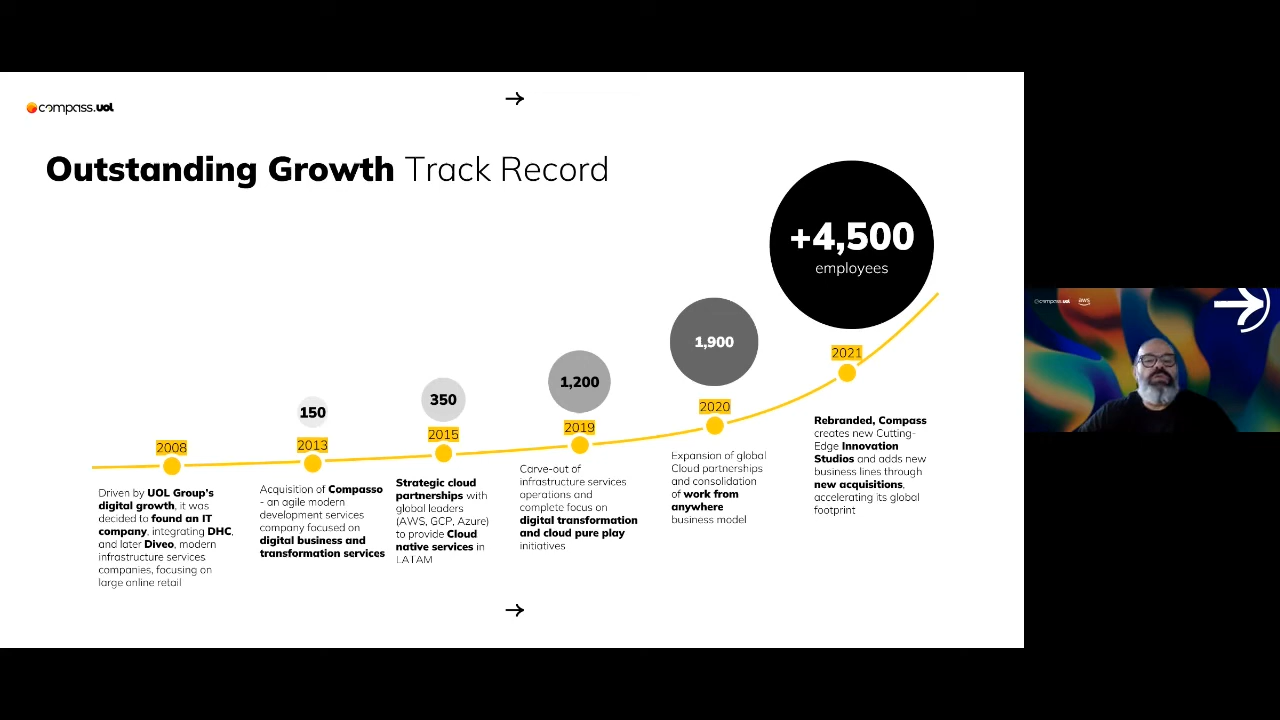 compass.uol
Outstanding Growth Track Record
+4,500
employees
1,900
1,200
350
150
2008
2013
2015
2019
2020
2021
Driven by UOL Group's
digital growth, it was
decided to found an IT
company, integrating DHC,
and later Diveo, modern
infrastructure services
companies, focusing on
large online retail
Acquisition of Compasso
- an agile modern
development services
company focused on
digital business and
transformation services
Strategic cloud
partnerships with
global leaders
(AWS, GCP, Azure)
to provide Cloud
native services in
LATAM
Carve-out of
infrastructure services
operations and
complete focus on
digital transformation
and cloud pure play
initiatives
Expansion of global
Cloud partnerships
and consolidation
of work from
anywhere
business model
Rebranded, Compass
creates new Cutting-
Edge Innovation
Studios and adds new
business lines through
new acquisitions,
accelerating its global
footprint
compass.uol aws